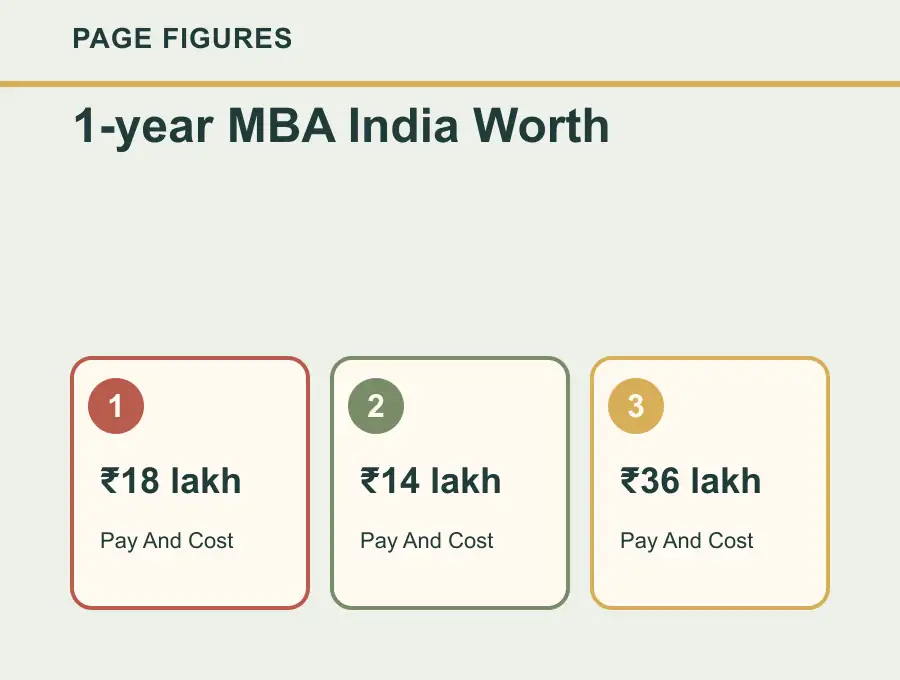 PAGE FIGURES
1-year MBA India Worth
1
2
3
₹18 lakh
₹14 lakh
₹36 lakh
Pay And Cost
Pay And Cost
Pay And Cost